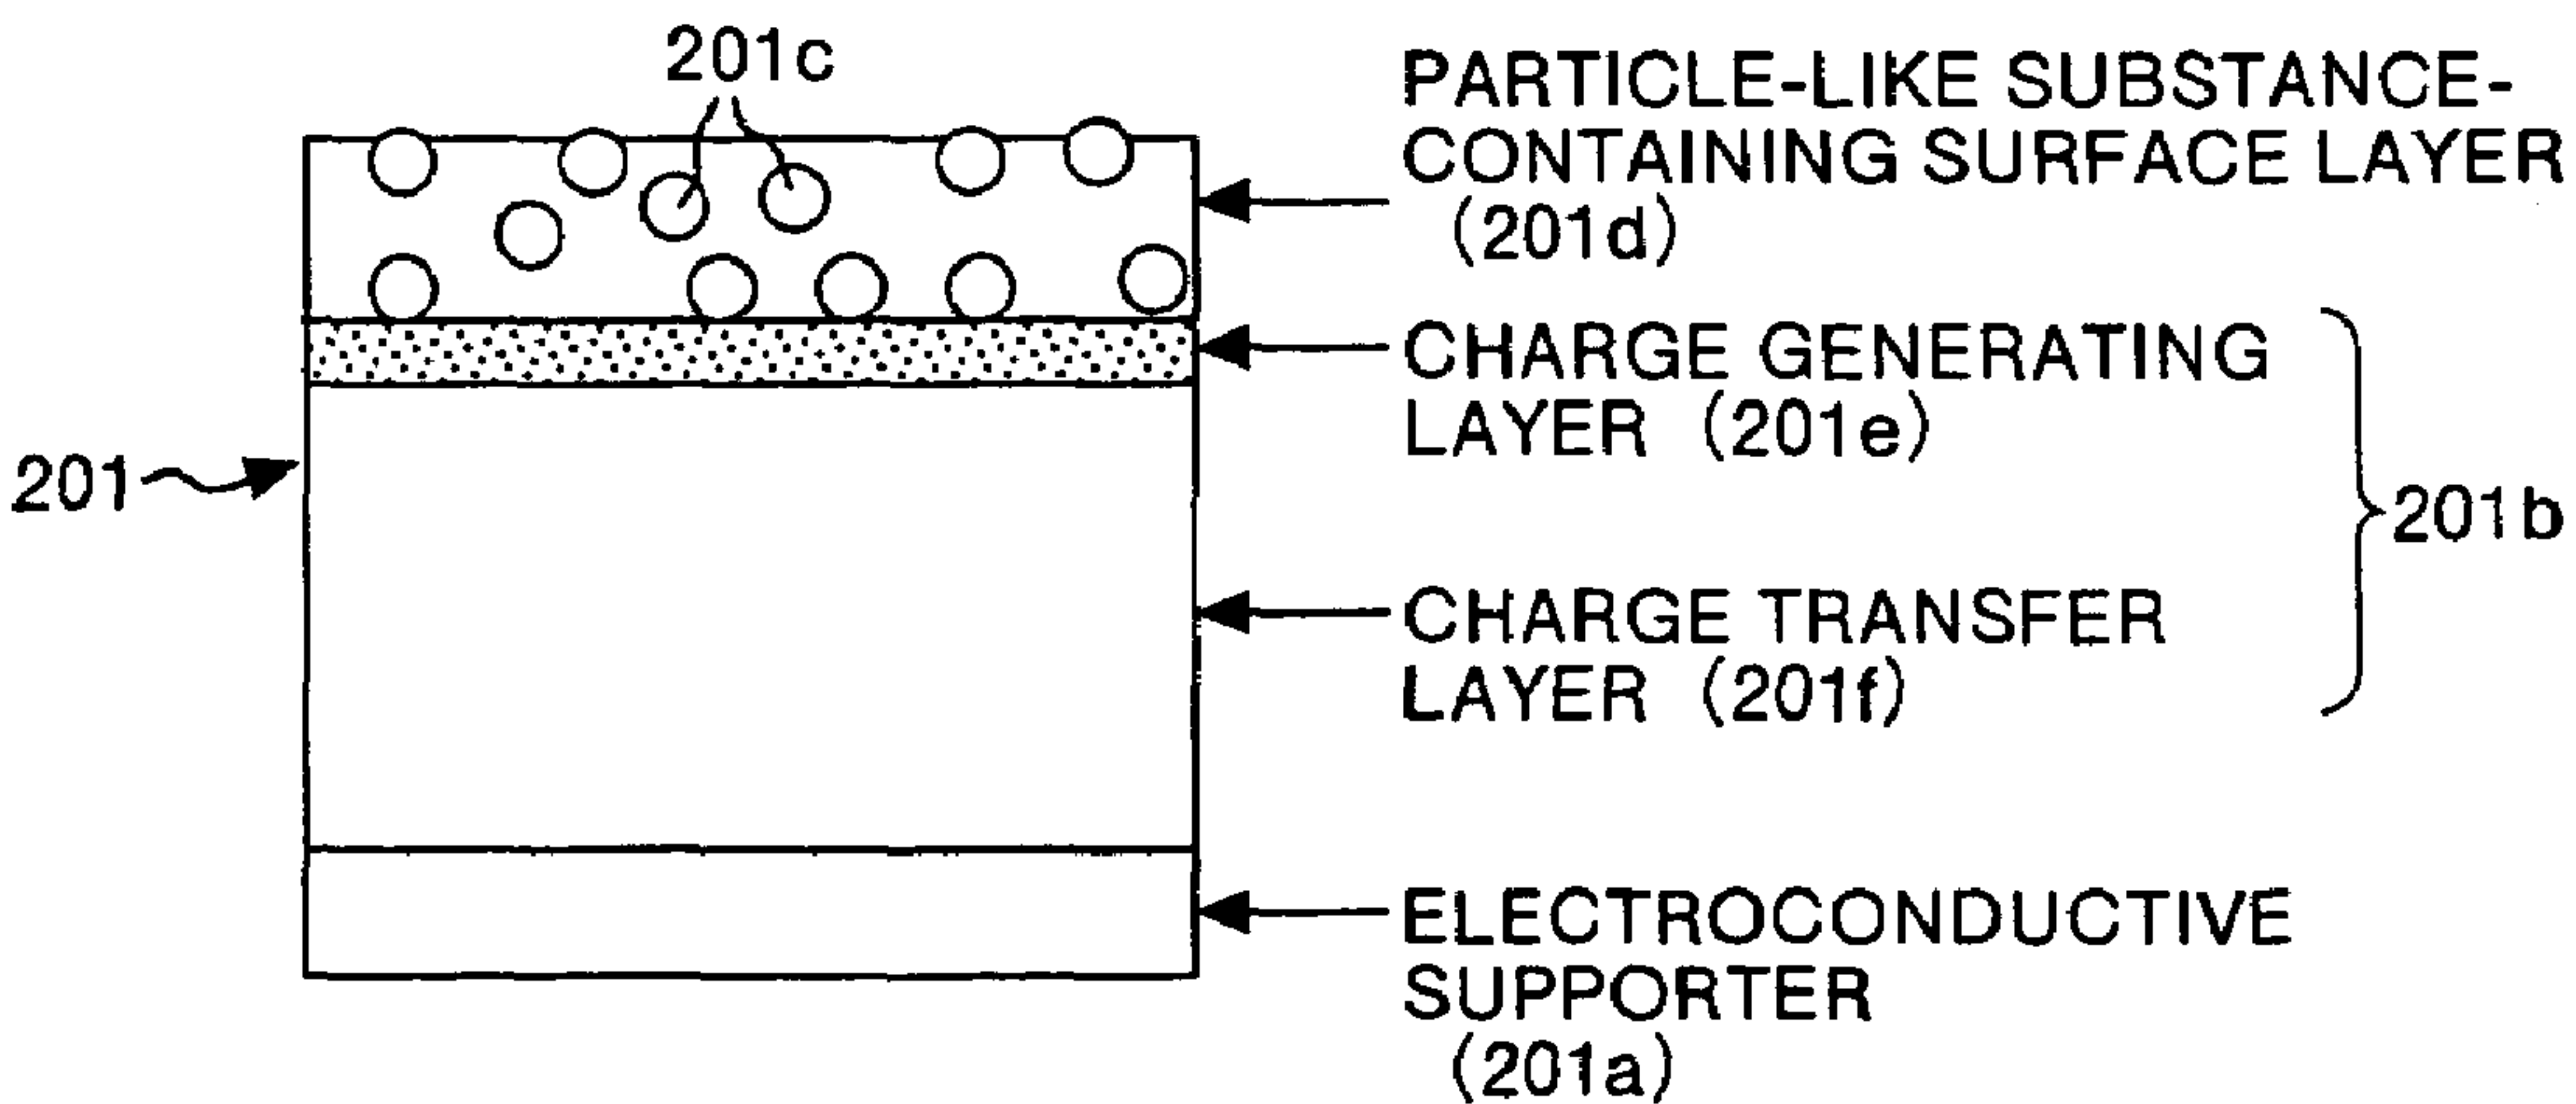 201c
PARTICLE-LIKE SUBSTANCE-
CONTAINING SURFACE LAYER
(201d)
CHARGE GENERATING
LAYER (201e)
201
201b
CHARGE TRANSFER
LAYER (201f)
ELECTROCONDUCTIVE
SUPPORTER
(201a)